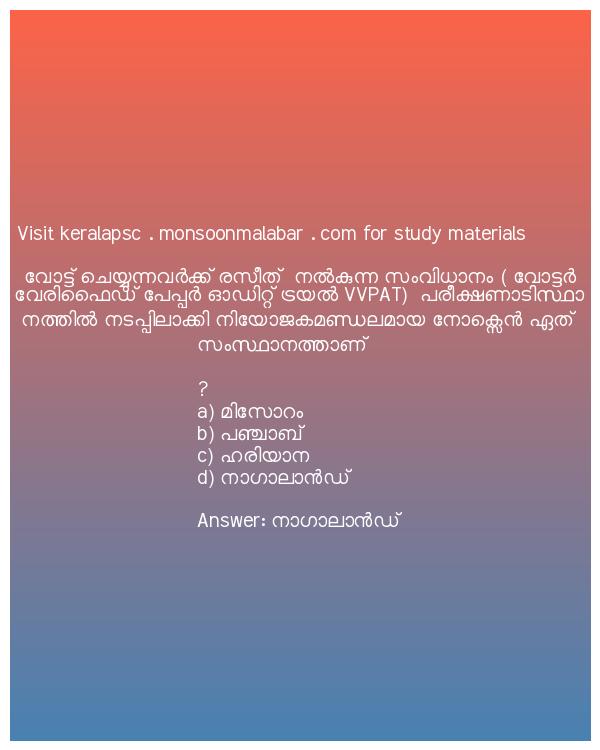 Visit keralapsc . monsoonmalabar . com for study materials
വോട്ട് ചെയ്യുന്നവർക്ക് രസീത്  നൽകുന്ന സംവിധാനം ( വോട്ടർ
വേരിഫൈഡ് പേപ്പർ ഓഡിറ്റ് ട്രയൽ VVPAT)  പരീക്ഷണാടിസ്ഥാ
നത്തിൽ നടപ്പിലാക്കി നിയോജകമണ്ഡലമായ നോക്സെൻ ഏത്
സംസ്ഥാനത്താണ്
?
a) മിസോറം
b) പഞ്ചാബ്
c) ഹരിയാന
d) നാഗാലാൻഡ്
Answer: നാഗാലാൻഡ്